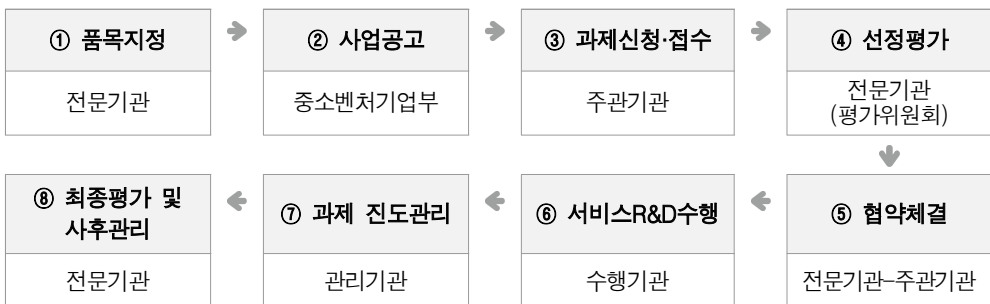 ① 품목지정
전문기관
② 사업공고
중소벤처기업부
③ 과제신청·접수
주관기관
④ 선정평가
전문기관
(평가위원회)
⑤ 협약체결
전문기관–주관기관
⑥ 서비스R&D수행
수행기관
⑦ 과제 진도관리
관리기관
⑧ 최종평가 및
사후관리
전문기관